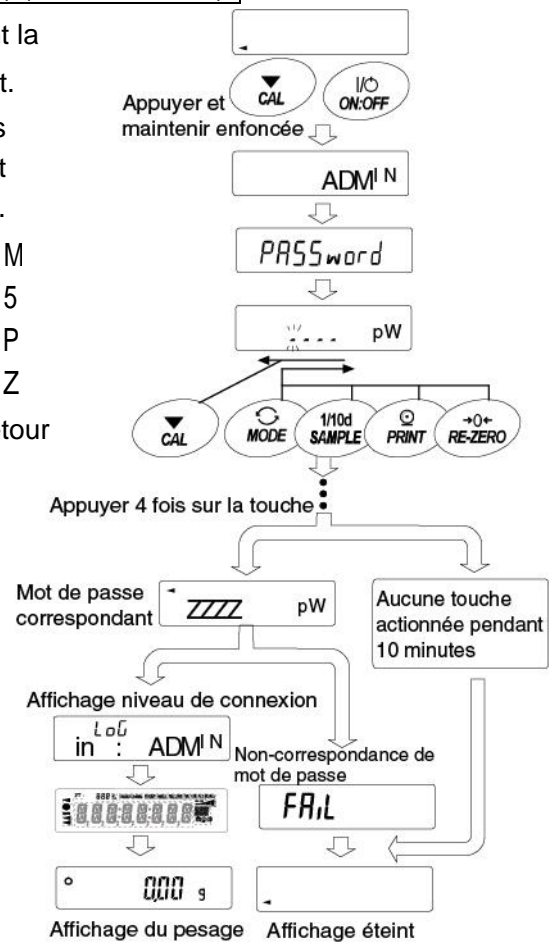 t la
t.
s
t
.
M
5
P
Z
tour
CAL
I/
ON:OFF
Appuyer et
maintenir enfoncée
ADMIN
PASSword
pW
CAL
MODE
1/10d
SAMPLE
PRINT
→0←
RE-ZERO
Appuyer 4 fois sur la touche
Mot de passe
correspondant
ZZZZ pW
Aucune touche
actionnée pendant
10 minutes
Affichage niveau de connexion
LoG
in : ADMIN
Non-correspondance de
mot de passe
FAiL
0.00 g
Affichage du pesage
Affichage éteint